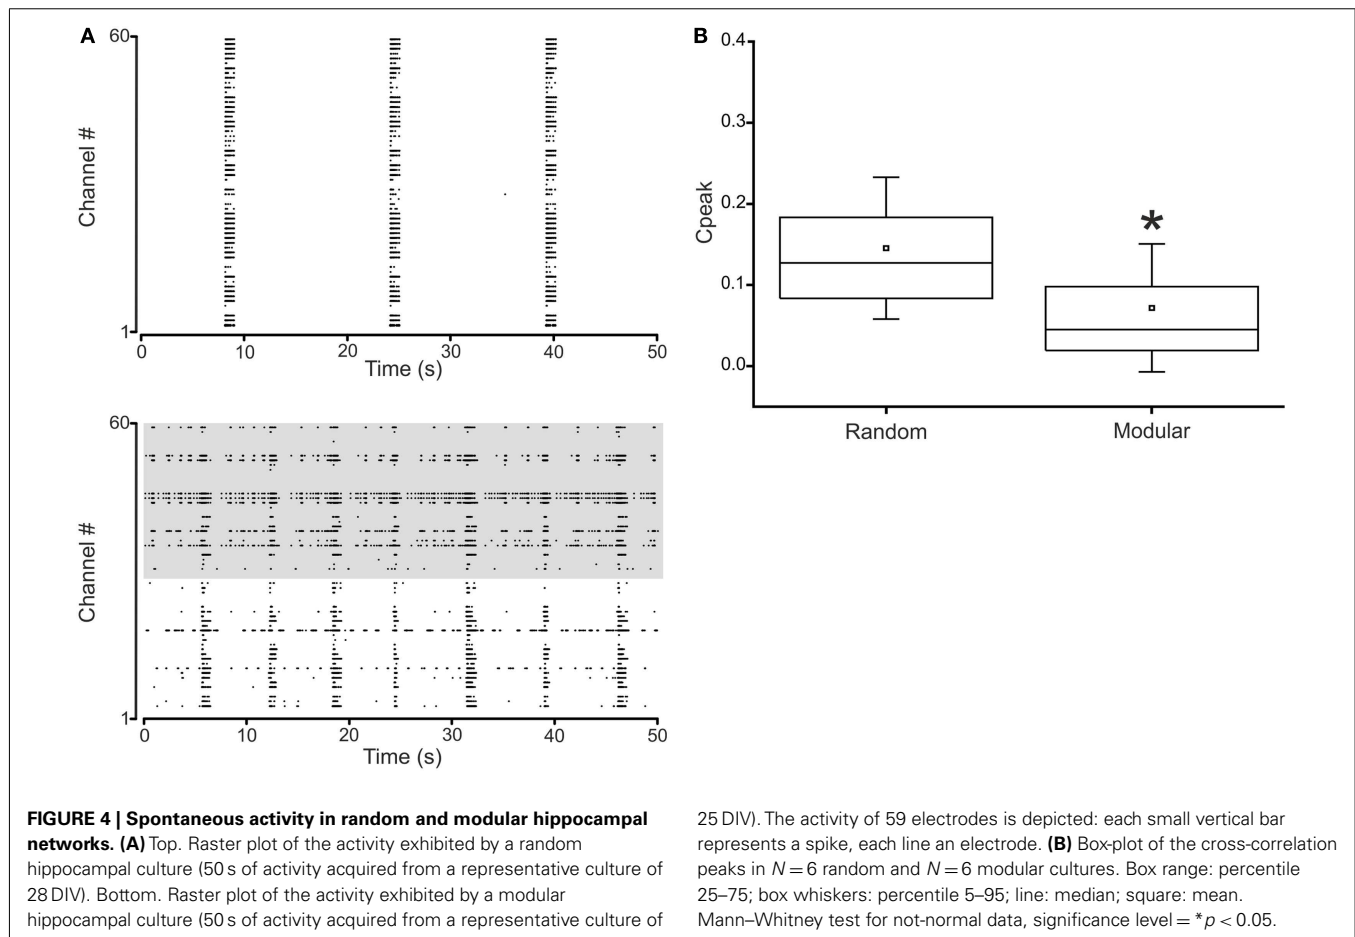 A
60
Channel #
1
0 10 20 30 40 50
Time (s)
60
Channel #
1
0 10 20 30 40 50
Time (s)
B
0.4
0.3
0.2
0.1
0.0
Cpeak
*
Random Modular
FIGURE 4 | Spontaneous activity in random and modular hippocampal
networks. (A) Top. Raster plot of the activity exhibited by a random
hippocampal culture (50 s of activity acquired from a representative culture of
28 DIV). Bottom. Raster plot of the activity exhibited by a modular
hippocampal culture (50 s of activity acquired from a representative culture of
25 DIV). The activity of 59 electrodes is depicted: each small vertical bar
represents a spike, each line an electrode. (B) Box-plot of the cross-correlation
peaks in N = 6 random and N = 6 modular cultures. Box range: percentile
25–75; box whiskers: percentile 5–95; line: median; square: mean.
Mann–Whitney test for not-normal data, significance level = *p < 0.05.